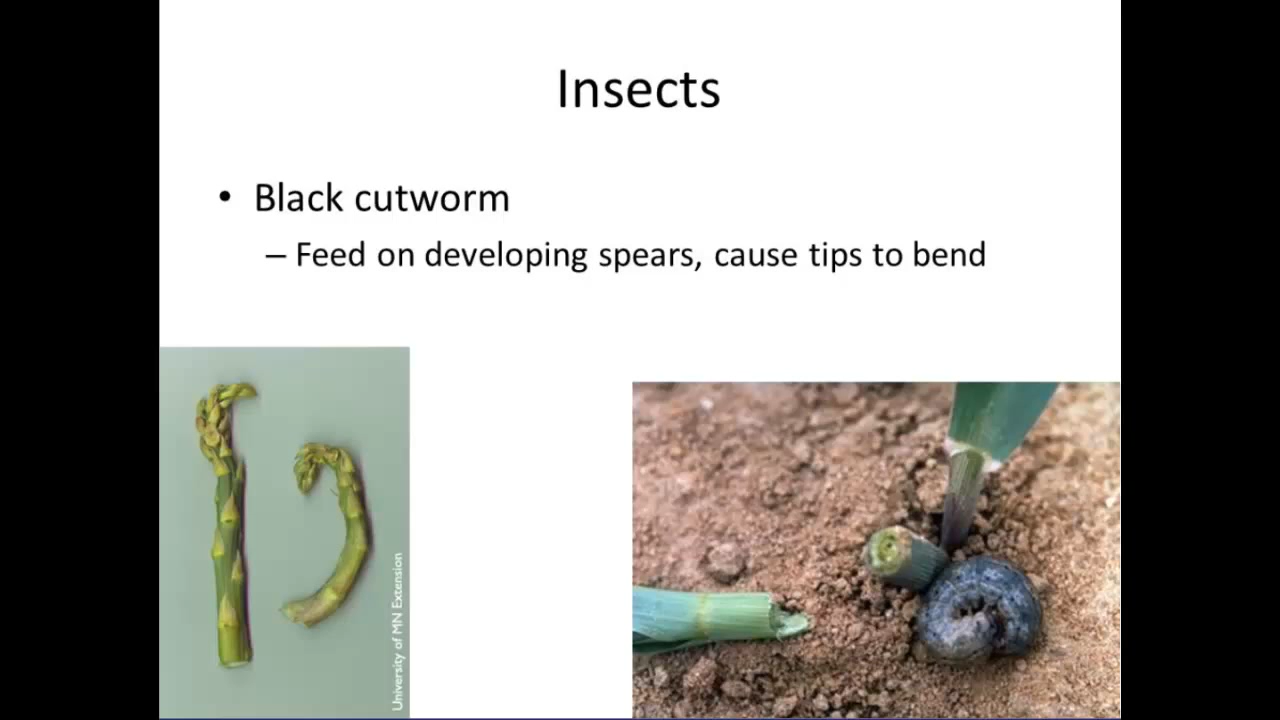 Insects
• Black cutworm
– Feed on developing spears, cause tips to bend
University of MN Extension